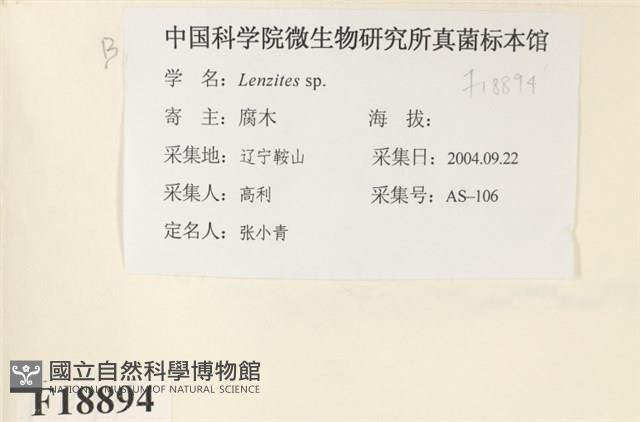 B
中国科学院微生物研究所真菌标本馆
学 名: Lenzites sp.
F18894
寄 主: 腐木 海 拔:
采集地: 辽宁鞍山 采集日: 2004.09.22
采集人: 高利 采集号: AS–106
定名人: 张小青
國立自然科學博物館
NATIONAL MUSEUM OF NATURAL SCIENCE
F18894